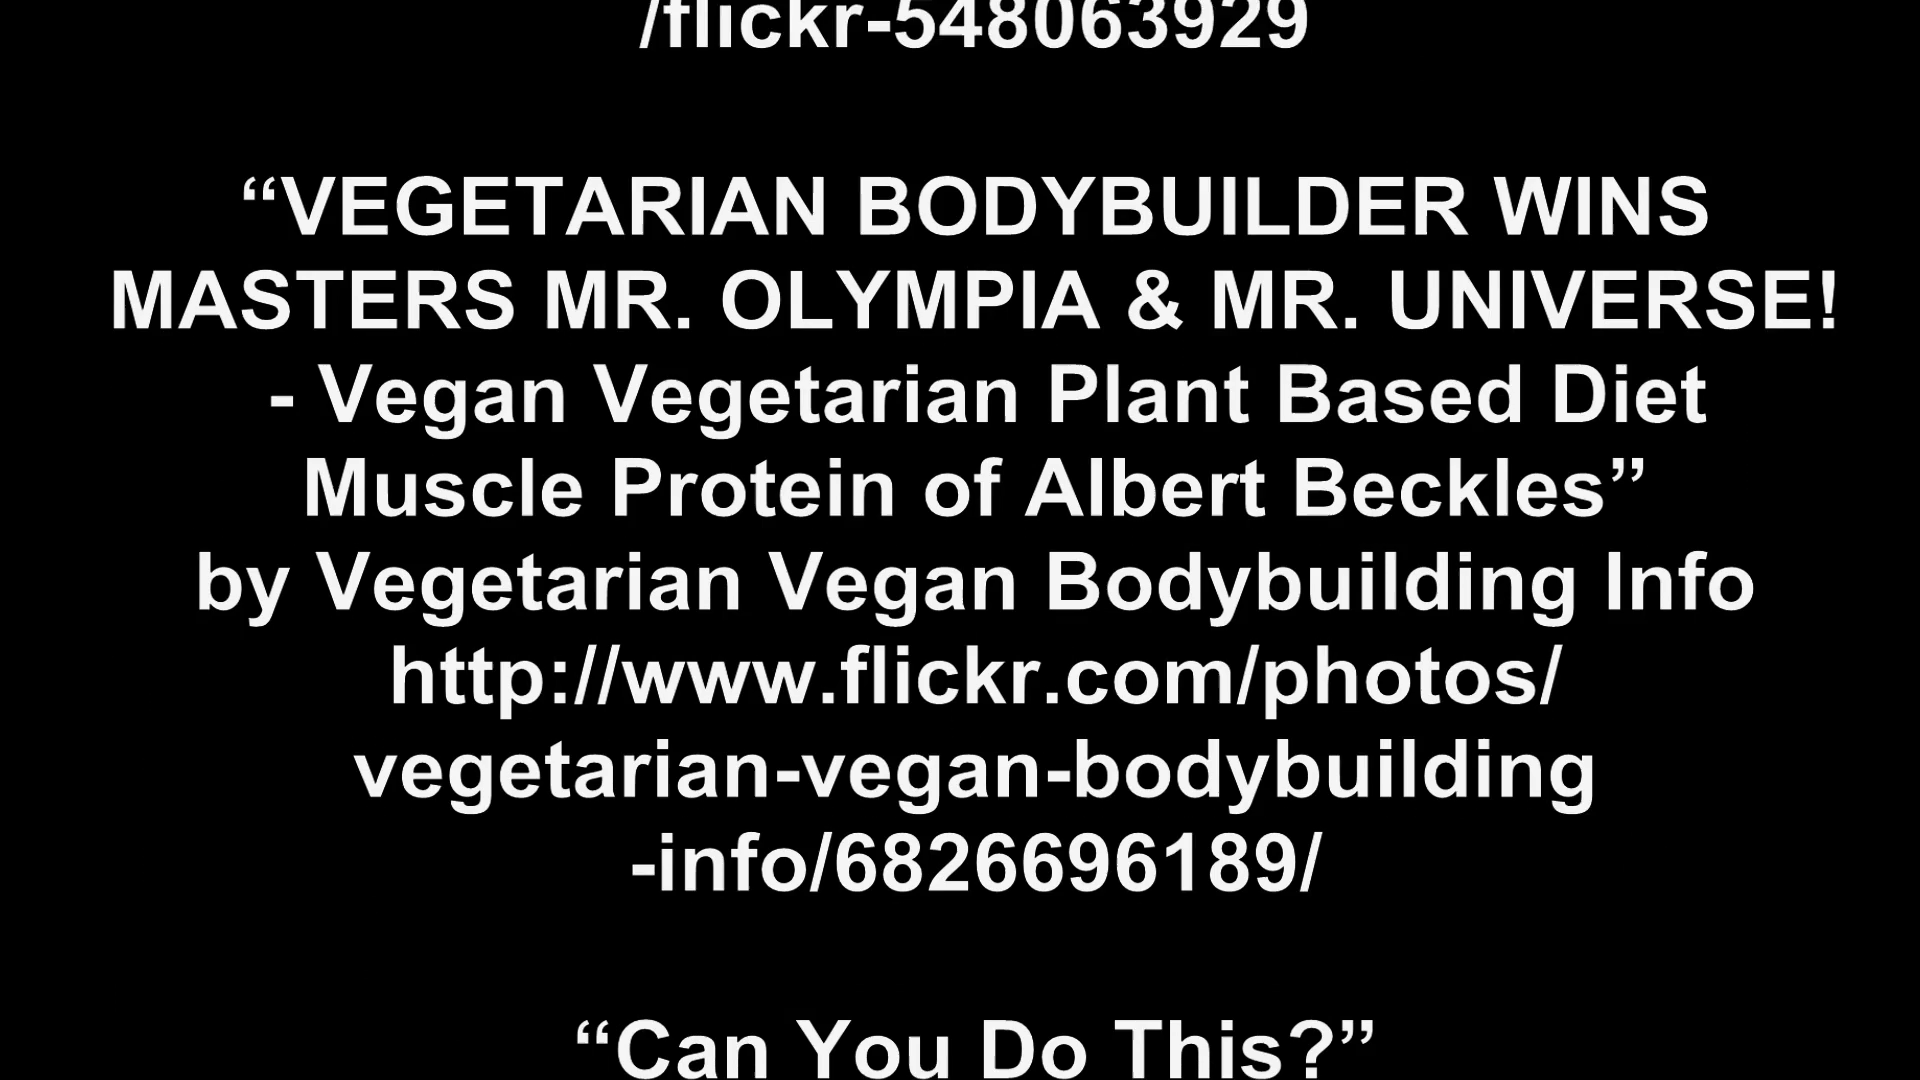 /flickr-548063929
“VEGETARIAN BODYBUILDER WINS
MASTERS MR. OLYMPIA & MR. UNIVERSE!
- Vegan Vegetarian Plant Based Diet
Muscle Protein of Albert Beckles”
by Vegetarian Vegan Bodybuilding Info
http://www.flickr.com/photos/
vegetarian-vegan-bodybuilding
-info/6826696189/
“Can You Do This?”